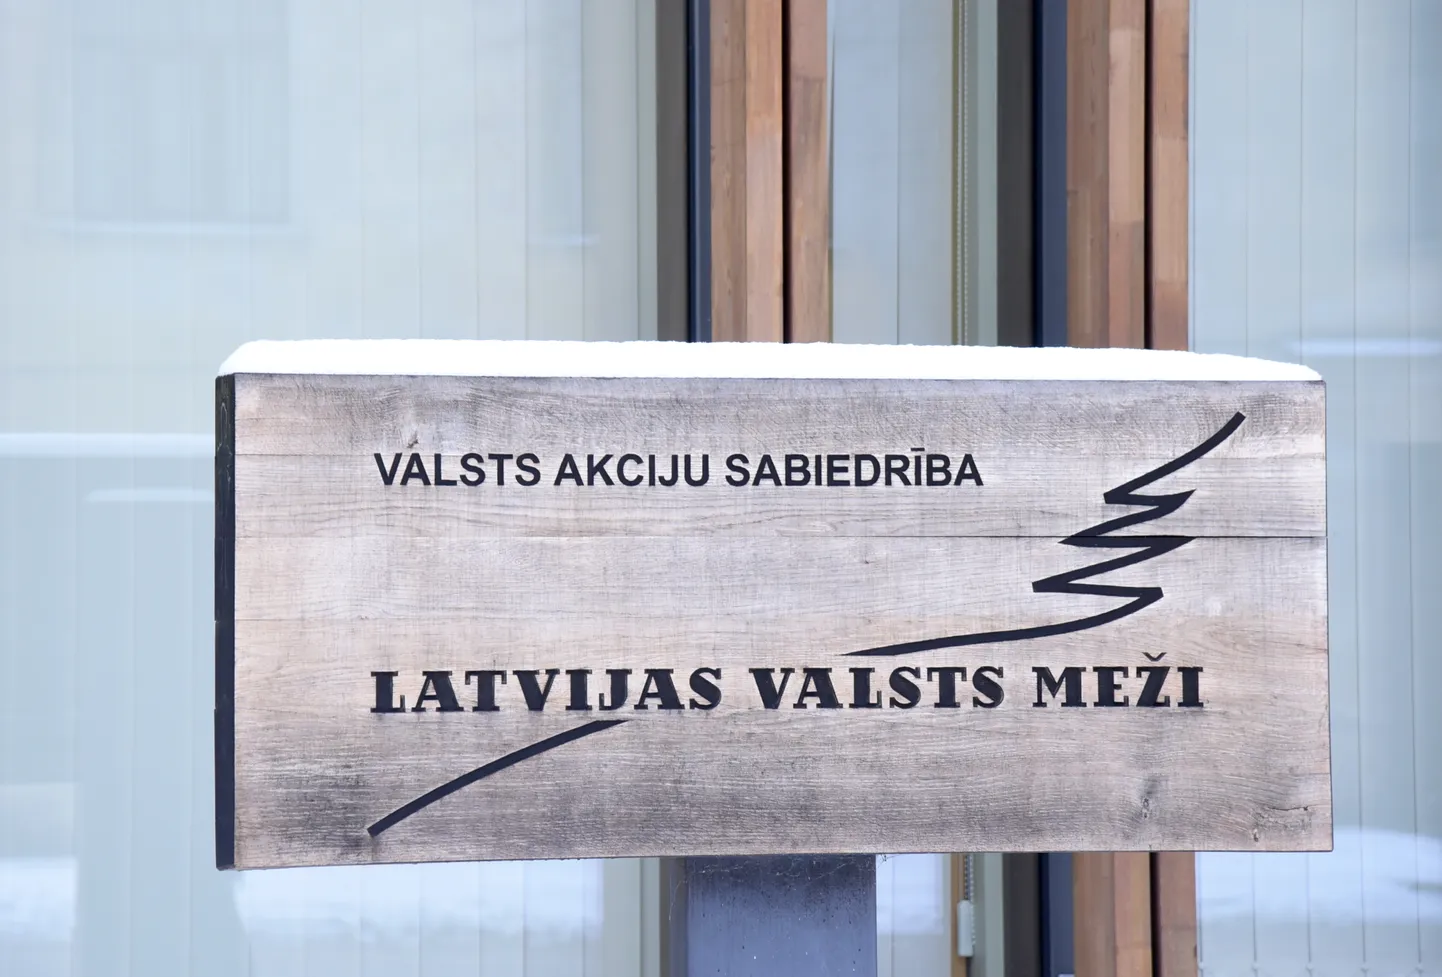 VALSTS AKCIJU SABIEDRĪBA
LATVIJAS VALSTS MEŽI